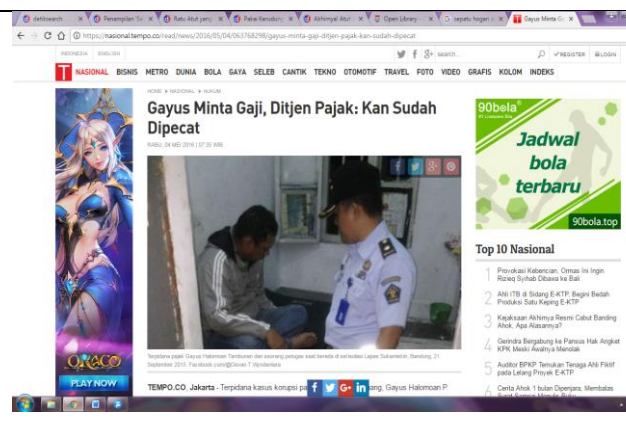 detiksearch
Penampilan
Ratu Atut
Pakai
Akhirnya! Atut
Open Library
sepatu hogan
Gayus Minta G
https://nasional.tempo.co/read/news/2016/05/04/063768298/gayus-minta-gaji-ditjen-pajak-kan-sudah-dipecat
INDONESIA ENGLISH
SEARCH... REGISTER LOGIN
T NASIONAL BISNIS METRO DUNIA BOLA GAYA SELEB CANTIK TEKNO OTOMOTIF TRAVEL FOTO VIDEO GRAFIS KOLOM INDEKS
HOME NASIONAL HUKUM
Gayus Minta Gaji, Ditjen Pajak: Kan Sudah
Dipecat
RABU, 04 MEI 2016 | 07:35 WIB
Terpidana pajak Gayus Halomoan Tambunan dan seorang petugas saat berada di Lapas Sukamiskin, Bandung, 21
September 2015. Facebook.com/@Devan T Wyndantara
TEMPO.CO, Jakarta - Terpidana kasus korupsi pa ang, Gayus Halomoan P.
ORACO
PLAY NOW
90bola
Jadwal
bola
terbaru
90bola.top
Top 10 Nasional
1 Provokasi Kebencian, Ormas Ini Ingin
Rizieq Syihab Dibawa ke Bali
2 Ahli ITB di Sidang E-KTP, Begini Bedah
Produksi Satu Keping E-KTP
3 Kejaksaan Akhirnya Resmi Cabut Banding
Ahok, Apa Alasannya?
4 Gerindra Bergabung ke Pansus Hak Angket
KPK Meski Awalnya Menolak
5 Auditor BPKP Temukan Tenaga Ahli Fiktif
pada Lelang Proyek E-KTP
6 Cerita Ahok 1 bulan Dipenjara, Membalas